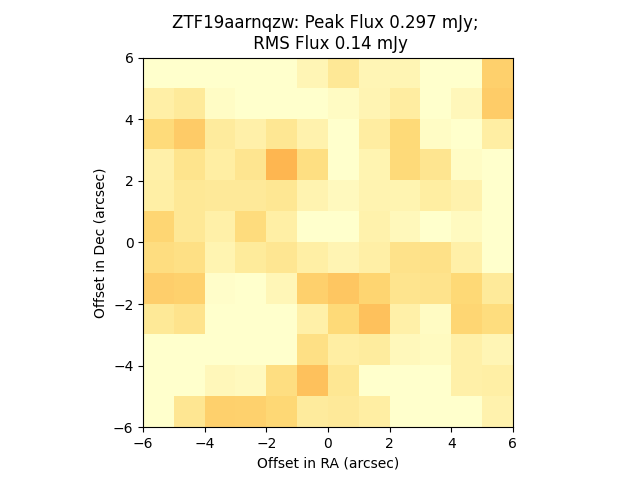 ZTF19aarnqzw: Peak Flux 0.297 mJy;
RMS Flux 0.14 mJy
6
4
2
0
−2
−4
−6
Offset in Dec (arcsec)
−6 −4 −2 0 2 4 6
Offset in RA (arcsec)